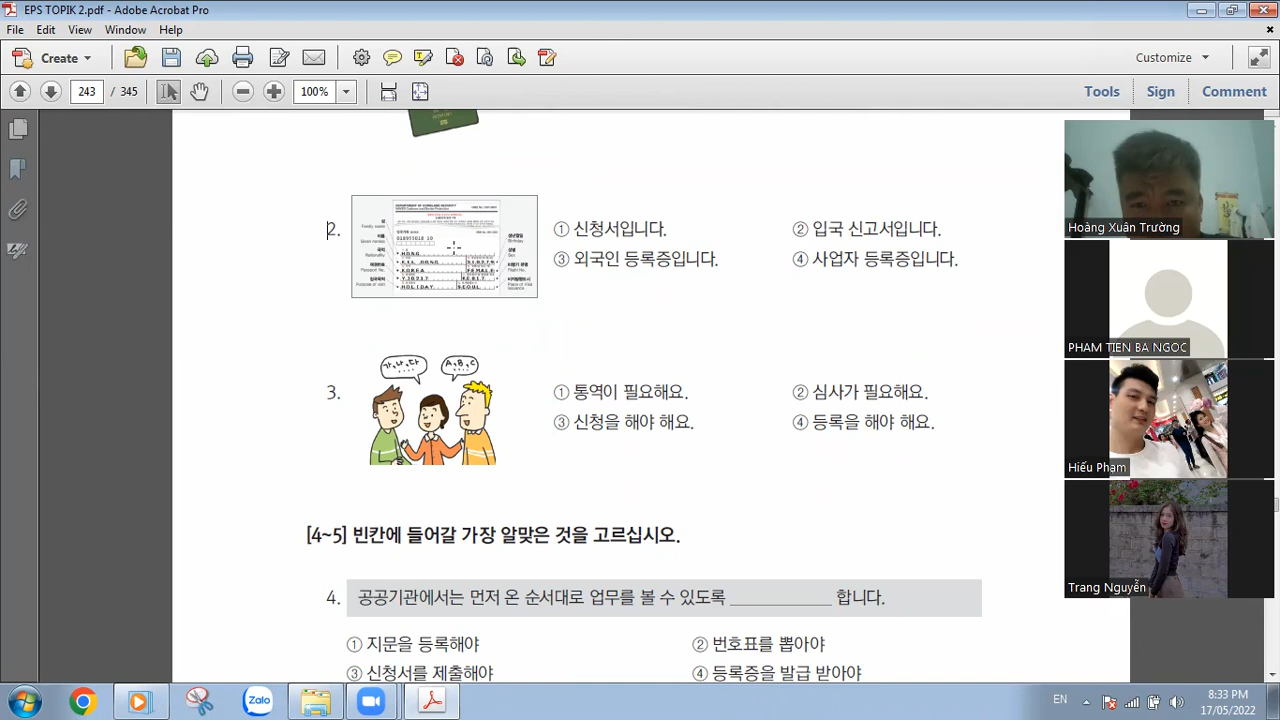 EPS TOPIK 2.pdf - Adobe Acrobat Pro
File Edit View Window Help
Create
Customize
243 / 345
100%
Tools Sign Comment
2.
① 신청서입니다.
② 입국 신고서입니다.
③ 외국인 등록증입니다.
④ 사업자 등록증입니다.
가, 나, 다
A, B, C
3.
① 통역이 필요해요.
② 심사가 필요해요.
③ 신청을 해야 해요.
④ 등록을 해야 해요.
[4~5] 빈칸에 들어갈 가장 알맞은 것을 고르십시오.
4. 공공기관에서는 먼저 온 순서대로 업무를 볼 수 있도록 ____________ 합니다.
① 지문을 등록해야
② 번호표를 뽑아야
③ 신청서를 제출해야
④ 등록증을 발급 받아야
Hoàng Xuân Trường
PHAM TIEN BA NGOC
Hiếu Phạm
Trang Nguyễn
Zalo
EN
8:33 PM
17/05/2022